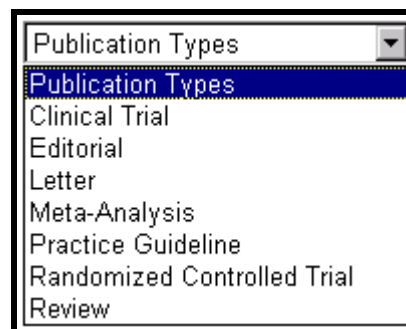 Publication Types
Publication Types
Clinical Trial
Editorial
Letter
Meta-Analysis
Practice Guideline
Randomized Controlled Trial
Review